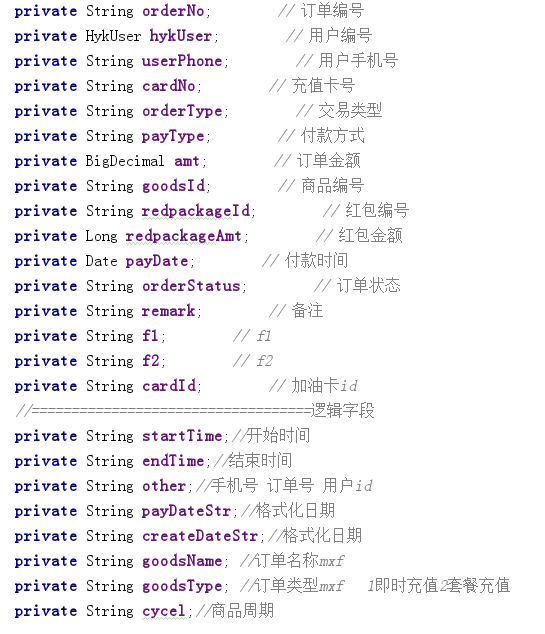 private String orderNo; // 订单编号
private HykUser hykUser; // 用户编号
private String userPhone; // 用户手机号
private String cardNo; // 充值卡号
private String orderType; // 交易类型
private String payType; // 付款方式
private BigDecimal amt; // 订单金额
private String goodsId; // 商品编号
private String redpackageId; // 红包编号
private Long redpackageAmt; // 红包金额
private Date payDate; // 付款时间
private String orderStatus; // 订单状态
private String remark; // 备注
private String f1; // f1
private String f2; // f2
private String cardId; // 加油卡id
//===================================逻辑字段
private String startTime;//开始时间
private String endTime;//结束时间
private String other;//手机号 订单号 用户id
private String payDateStr;//格式化日期
private String createDateStr;//格式化日期
private String goodsName; //订单名称mxf
private String goodsType; //订单类型mxf 1即时充值2套餐充值
private String cycel;//商品周期